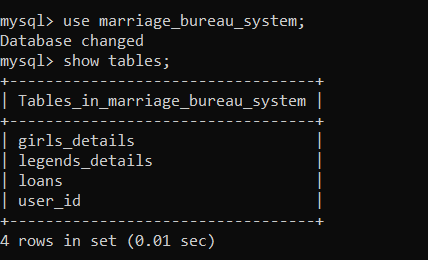 mysql> use marriage_bureau_system;
Database changed
mysql> show tables;
+----------------------------------+
| Tables_in_marriage_bureau_system |
+----------------------------------+
| girls_details                    |
| legends_details                  |
| loans                            |
| user_id                          |
+----------------------------------+
4 rows in set (0.01 sec)